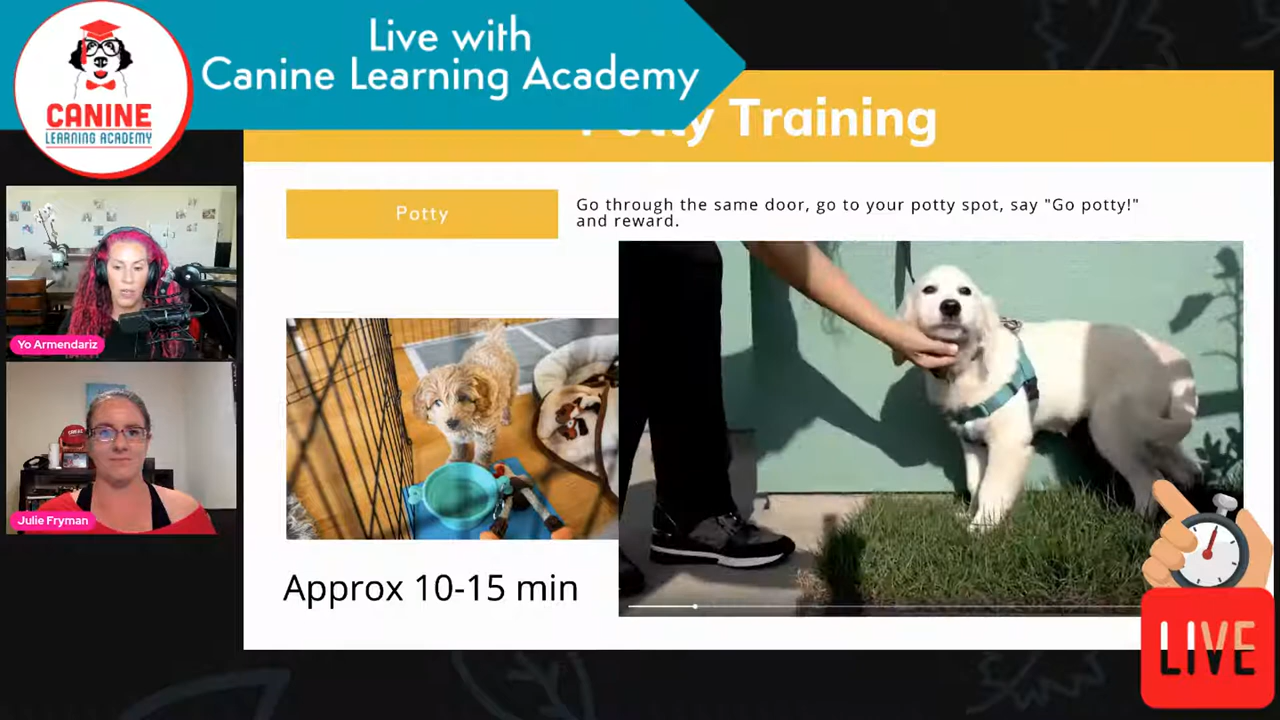 Live with
Canine Learning Academy
CANINE
LEARNING ACADEMY
Potty Training
Potty
Go through the same door, go to your potty spot, say "Go potty!"
and reward.
Yo Armendariz
Julie Fryman
Approx 10-15 min
LIVE